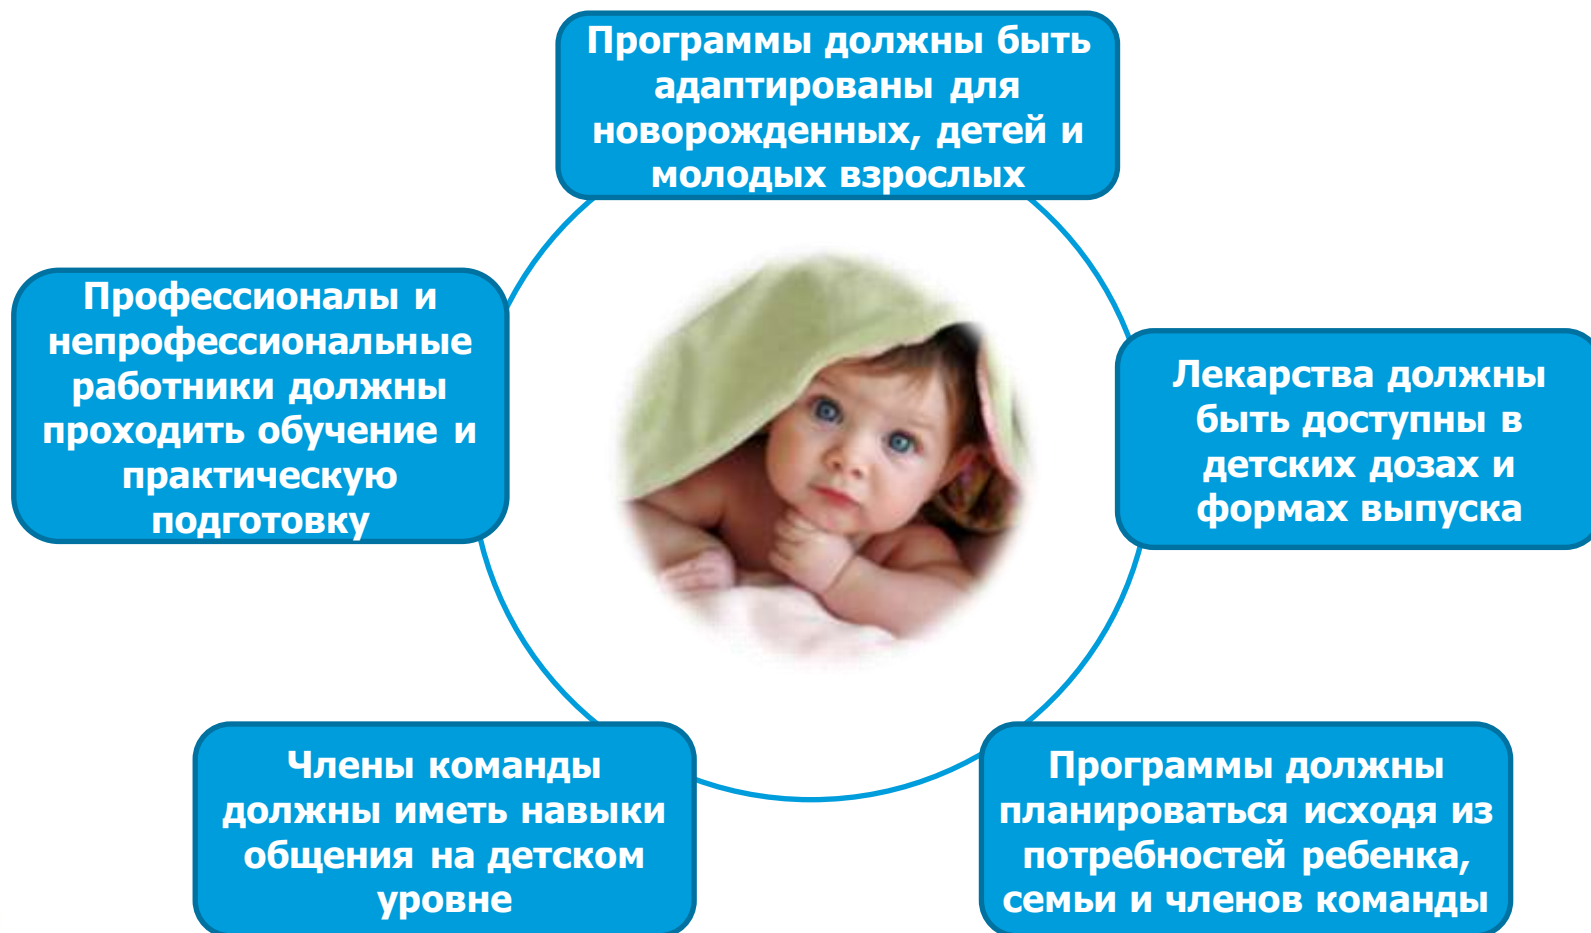 Программы должны быть
адаптированы для
новорожденных, детей и
молодых взрослых
Профессионалы и
непрофессиональные
работники должны
проходить обучение и
практическую
подготовку
Лекарства должны
быть доступны в
детских дозах и
формах выпуска
Члены команды
должны иметь навыки
общения на детском
уровне
Программы должны
планироваться исходя из
потребностей ребенка,
семьи и членов команды